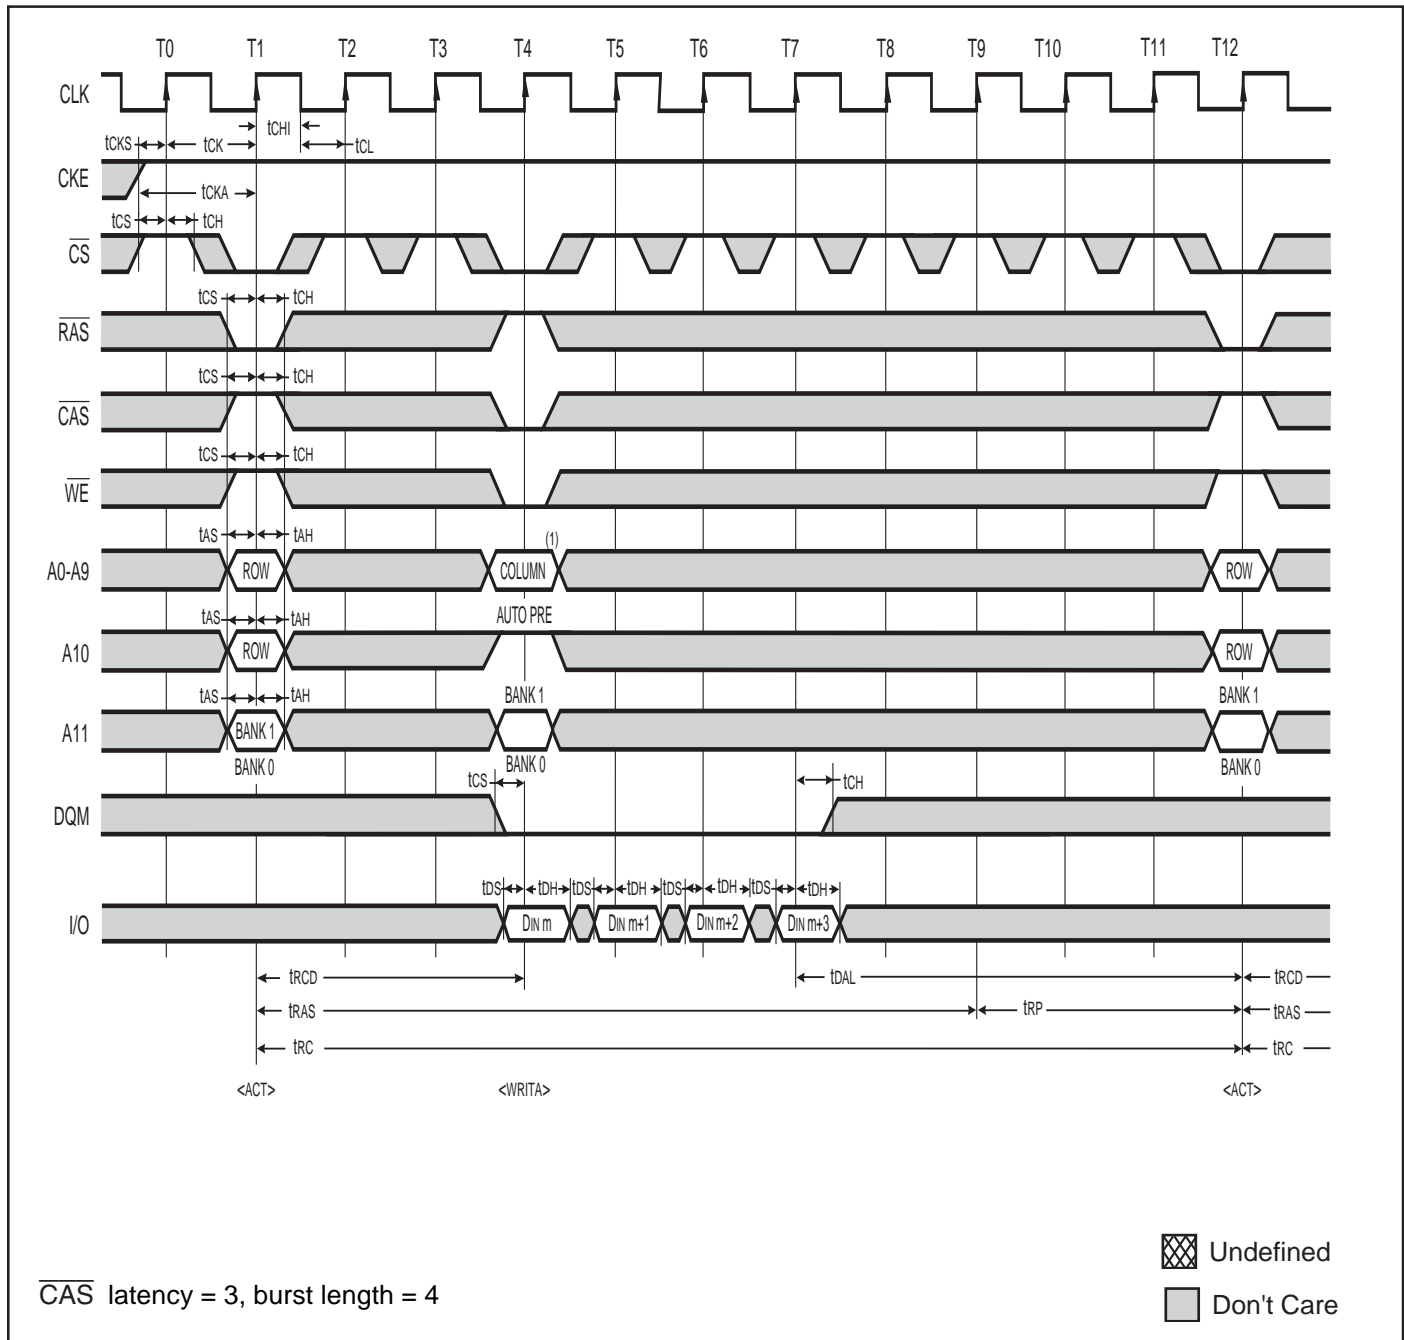 T0 T1 T2 T3 T4 T5 T6 T7 T8 T9 T10 T11 T12
CLK
tCHI
tCKS tCK tCL
CKE
tCKA
tCS tCH
CS
tCS tCH
RAS
tCS tCH
CAS
tCS tCH
WE
tAS tAH (1)
A0-A9 ROW COLUMN ROW
tAS tAH AUTO PRE
A10 ROW ROW
tAS tAH BANK 1 BANK 1
A11 BANK 1
BANK 0 BANK 0 BANK 0
tCS tCH
DQM
tDS tDH tDS tDH tDS tDH tDS tDH
I/O DIN m DIN m+1 DIN m+2 DIN m+3
tRCD tDAL tRCD
tRAS tRP tRAS
tRC tRC
<ACT> <WRITA> <ACT>
Undefined
CAS latency = 3, burst length = 4
Don't Care